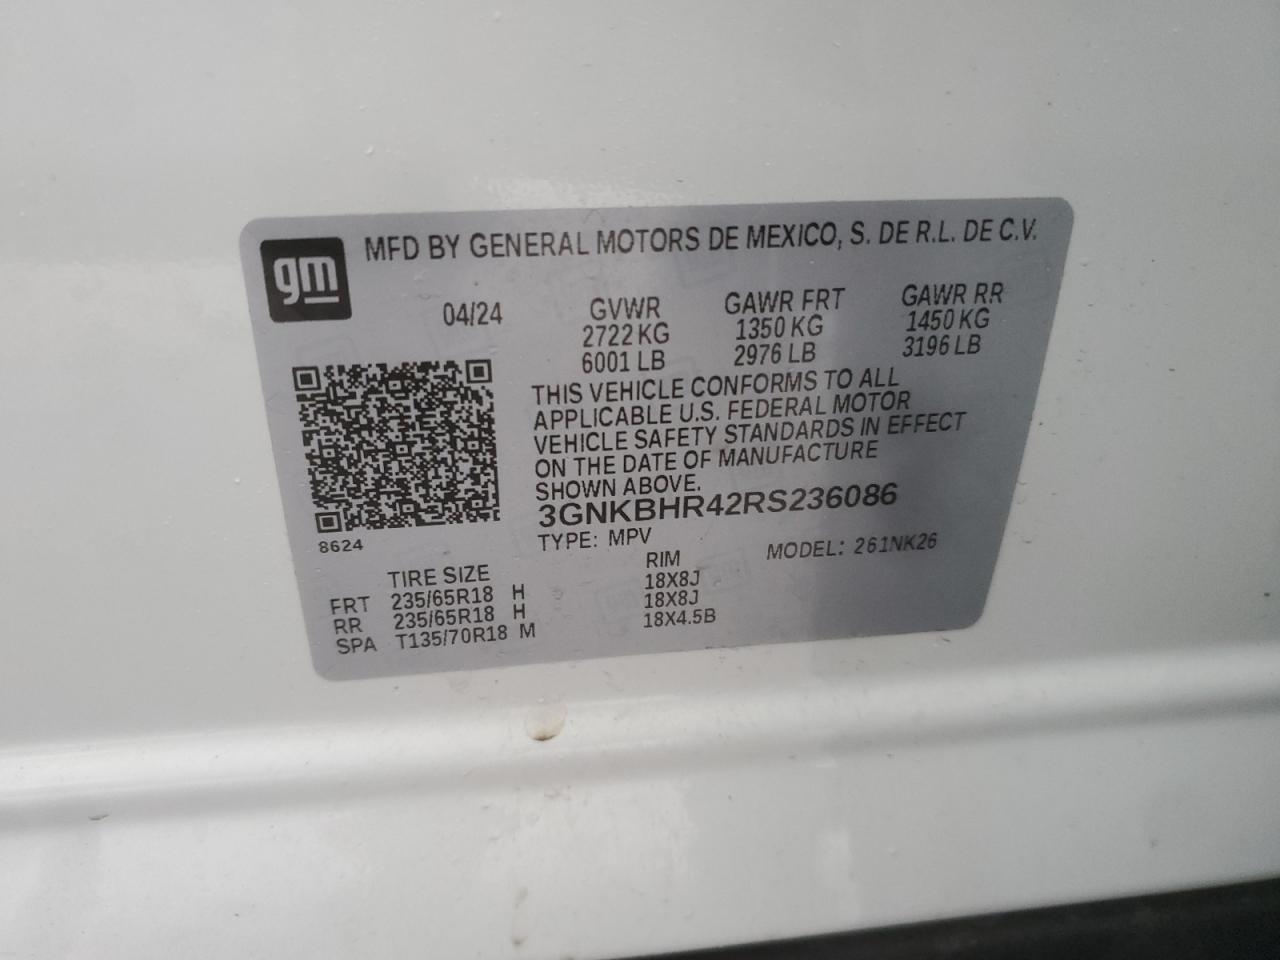 gm
MFD BY GENERAL MOTORS DE MEXICO, S. DE R.L. DE C.V.
04/24 GVWR GAWR FRT GAWR RR
2722 KG 1350 KG 1450 KG
6001 LB 2976 LB 3196 LB
THIS VEHICLE CONFORMS TO ALL
APPLICABLE U.S. FEDERAL MOTOR
VEHICLE SAFETY STANDARDS IN EFFECT
ON THE DATE OF MANUFACTURE
SHOWN ABOVE.
3GNKBHR42RS236086
8624
TYPE: MPV MODEL: 261NK26
TIRE SIZE RIM
FRT 235/65R18 H 18X8J
RR 235/65R18 H 18X8J
SPA T135/70R18 M 18X4.5B